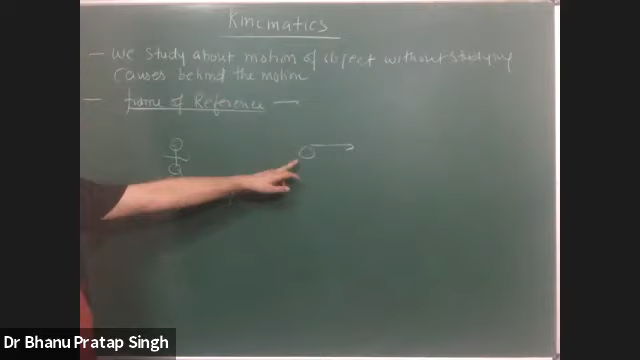 Kinematics
— We study about motion of object without studying
causes behind the motion
— frame of Reference —
Dr Bhanu Pratap Singh